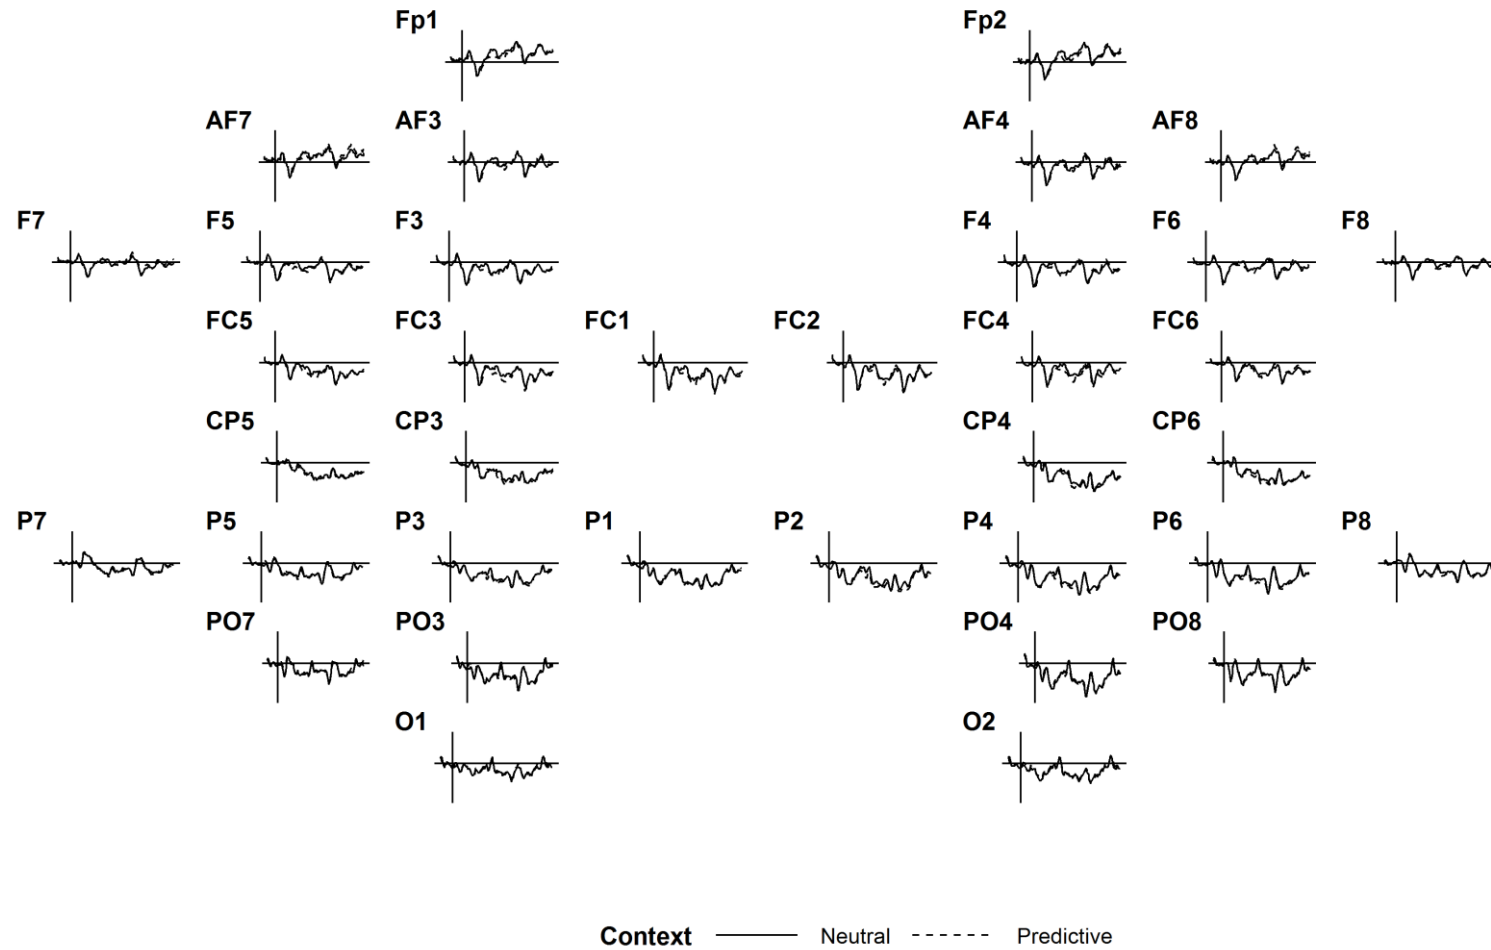 Fp1 Fp2
AF7 AF3 AF4 AF8
F7 F5 F3 F4 F6 F8
FC5 FC3 FC1 FC2 FC4 FC6
CP5 CP3 CP4 CP6
P7 P5 P3 P1 P2 P4 P6 P8
PO7 PO3 PO4 PO8
O1 O2
Context Neutral Predictive